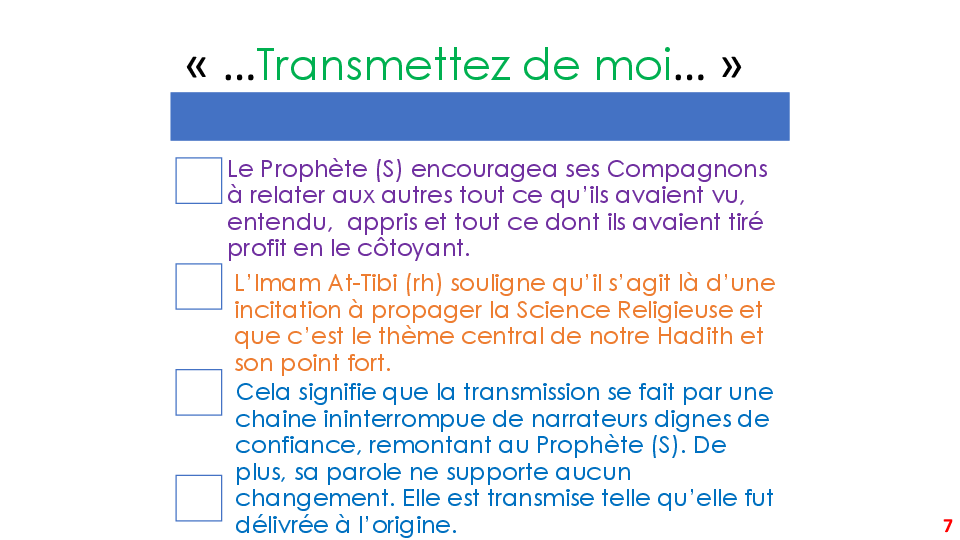 « ...Transmettez de moi... »
Le Prophète (S) encouragea ses Compagnons
à relater aux autres tout ce qu’ils avaient vu,
entendu,  appris et tout ce dont ils avaient tiré
profit en le côtoyant.
L’Imam At-Tibi (rh) souligne qu’il s’agit là d’une
incitation à propager la Science Religieuse et
que c’est le thème central de notre Hadith et
son point fort.
Cela signifie que la transmission se fait par une
chaine ininterrompue de narrateurs dignes de
confiance, remontant au Prophète (S). De
plus, sa parole ne supporte aucun
changement. Elle est transmise telle qu’elle fut
délivrée à l’origine.
7